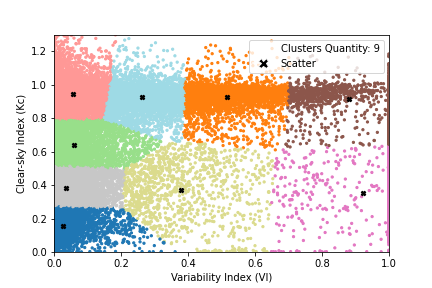 Clusters Quantity: 9
Scatter
Clear-sky Index (Kc)
1.2
1.0
0.8
0.6
0.4
0.2
0.0
0.0 0.2 0.4 0.6 0.8 1.0
Variability Index (VI)